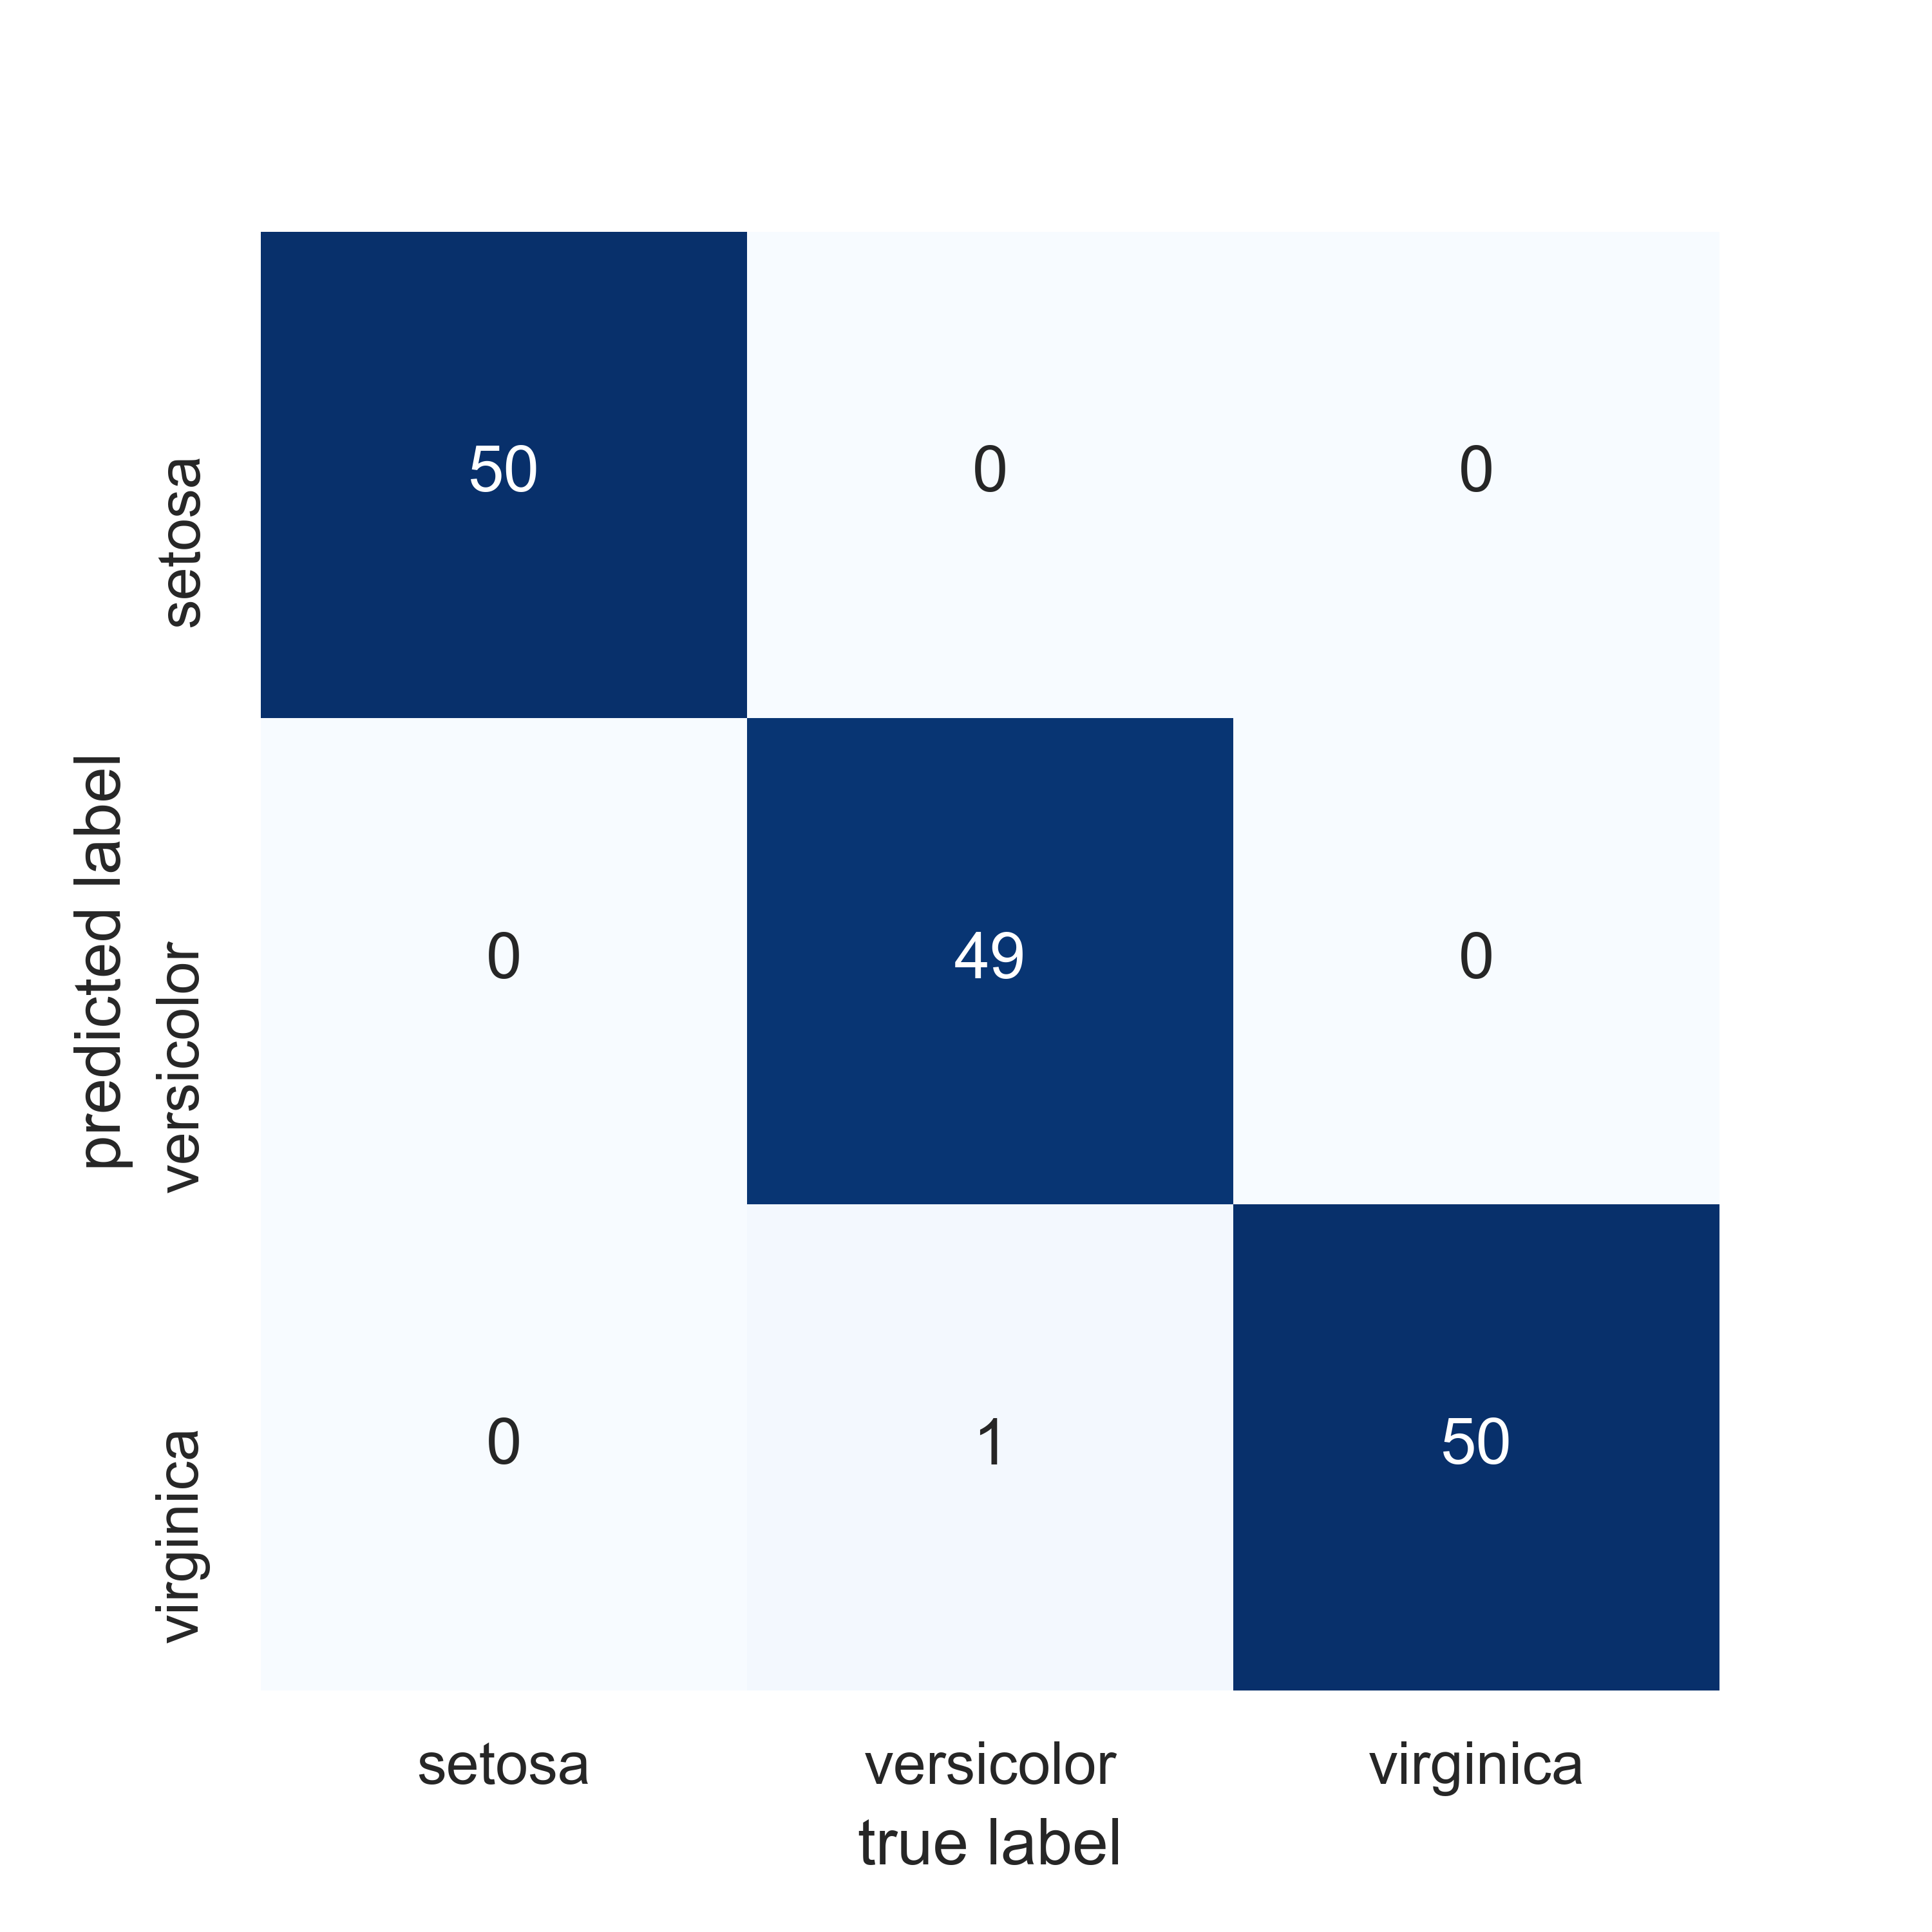 predicted label
setosa
50 0 0
versicolor
0 49 0
virginica
0 1 50
setosa versicolor virginica
true label